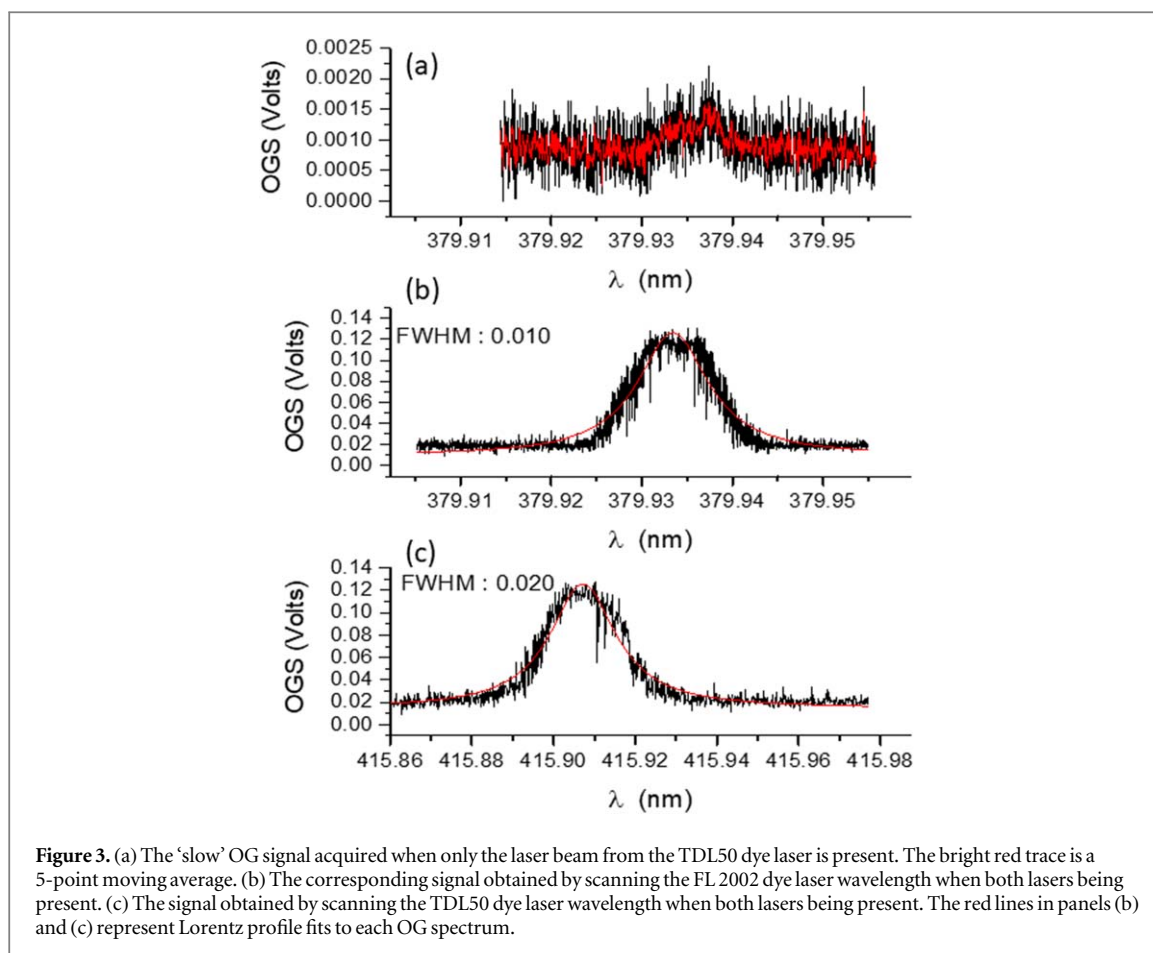 (a)
OGS (Volts)
0.0025
0.0020
0.0015
0.0010
0.0005
0.0000
379.91 379.92 379.93 379.94 379.95
λ (nm)
(b)
OGS (Volts)
0.14
0.12
0.10
0.08
0.06
0.04
0.02
0.00
FWHM : 0.010
379.91 379.92 379.93 379.94 379.95
λ (nm)
(c)
OGS (Volts)
0.14
0.12
0.10
0.08
0.06
0.04
0.02
0.00
FWHM : 0.020
415.86 415.88 415.90 415.92 415.94 415.96 415.98
λ (nm)
Figure 3. (a) The ‘slow’ OG signal acquired when only the laser beam from the TDL50 dye laser is present. The bright red trace is a
5-point moving average. (b) The corresponding signal obtained by scanning the FL 2002 dye laser wavelength when both lasers being
present. (c) The signal obtained by scanning the TDL50 dye laser wavelength when both lasers being present. The red lines in panels (b)
and (c) represent Lorentz profile fits to each OG spectrum.